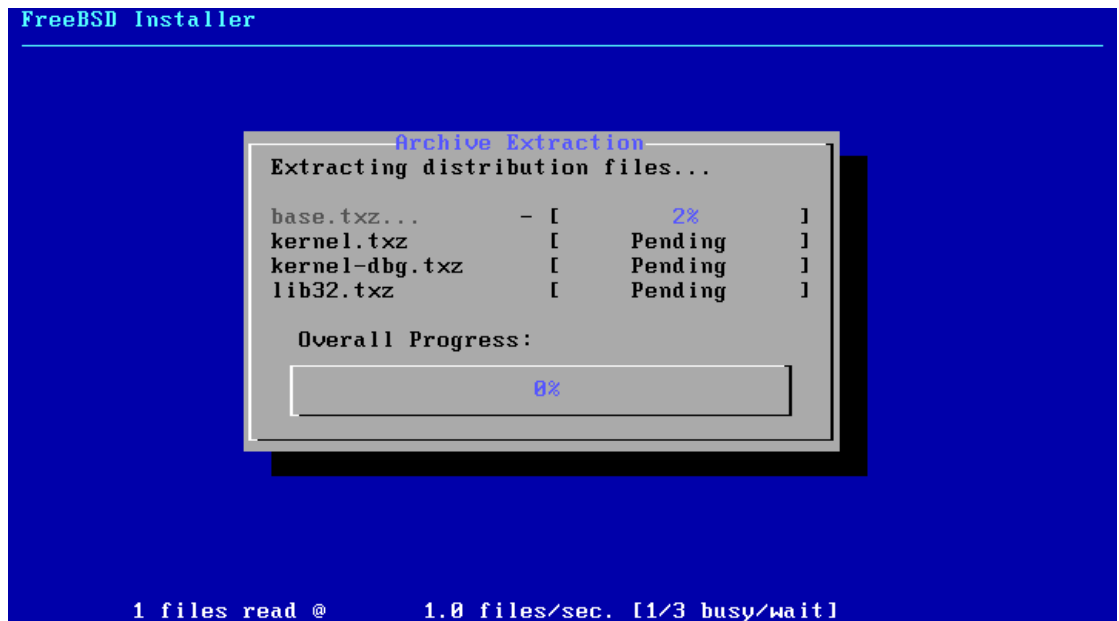 FreeBSD Installer
Archive Extraction
Extracting distribution files...
base.txz... - [ 2% ]
kernel.txz [ Pending ]
kernel-dbg.txz [ Pending ]
lib32.txz [ Pending ]
Overall Progress:
0%
1 files read @ 1.0 files/sec. [1/3 busy/wait]